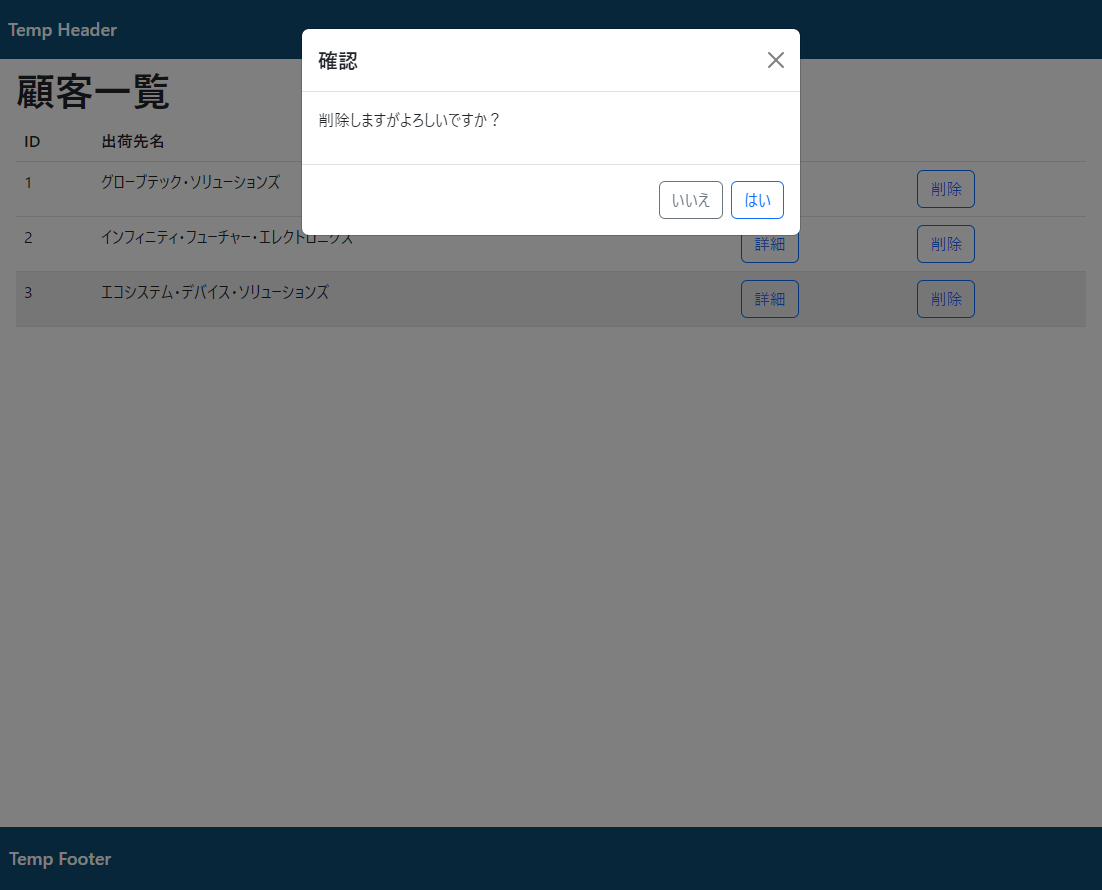 Temp Header
確認
削除しますがよろしいですか？
いいえ はい
顧客一覧
ID 出荷先名
1 グローブテック・ソリューションズ 削除
2 インフィニティ・フューチャー・エレクトロニクス 詳細 削除
3 エコシステム・デバイス・ソリューションズ 詳細 削除
Temp Footer